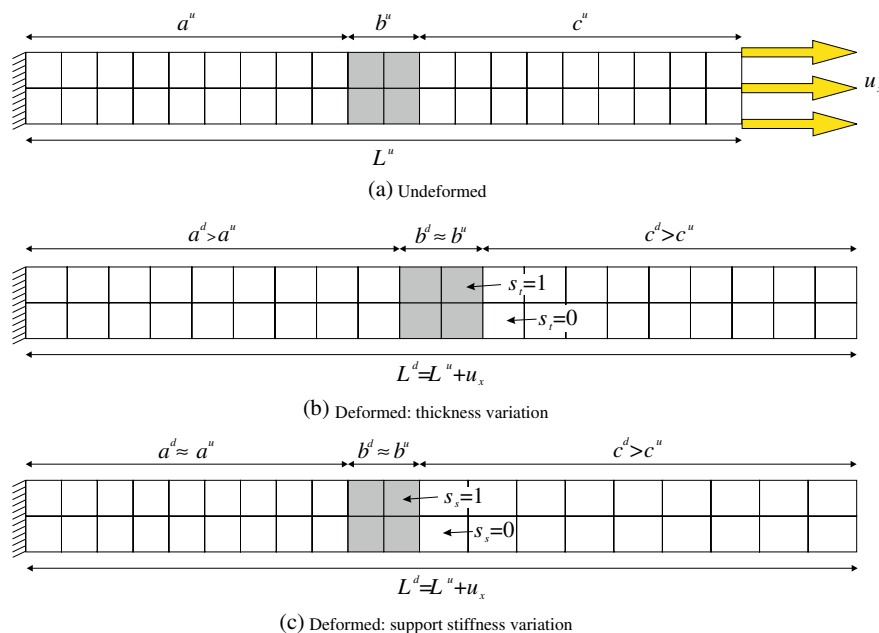 a^u b^u c^u
u_x
L^u
(a) Undeformed
a^d>a^u b^d≈b^u c^d>c^u
s_t=1
s_t=0
L^d=L^u+u_x
(b) Deformed: thickness variation
a^d≈a^u b^d≈b^u c^d>c^u
s_s=1
s_s=0
L^d=L^u+u_x
(c) Deformed: support stiffness variation